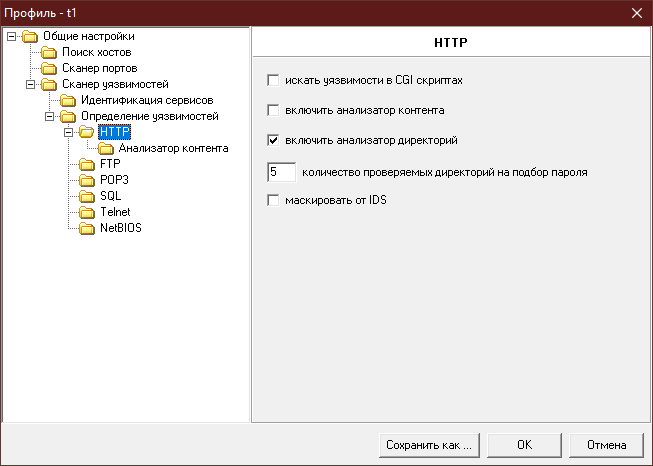 Профиль - t1
Общие настройки
Поиск хостов
Сканер портов
Сканер уязвимостей
Идентификация сервисов
Определение уязвимостей
HTTP
Анализатор контента
FTP
POP3
SQL
Telnet
NetBIOS
HTTP
искать уязвимости в CGI скриптах
включить анализатор контента
включить анализатор директорий
5 количество проверяемых директорий на подбор пароля
маскировать от IDS
Сохранить как ... OK Отмена